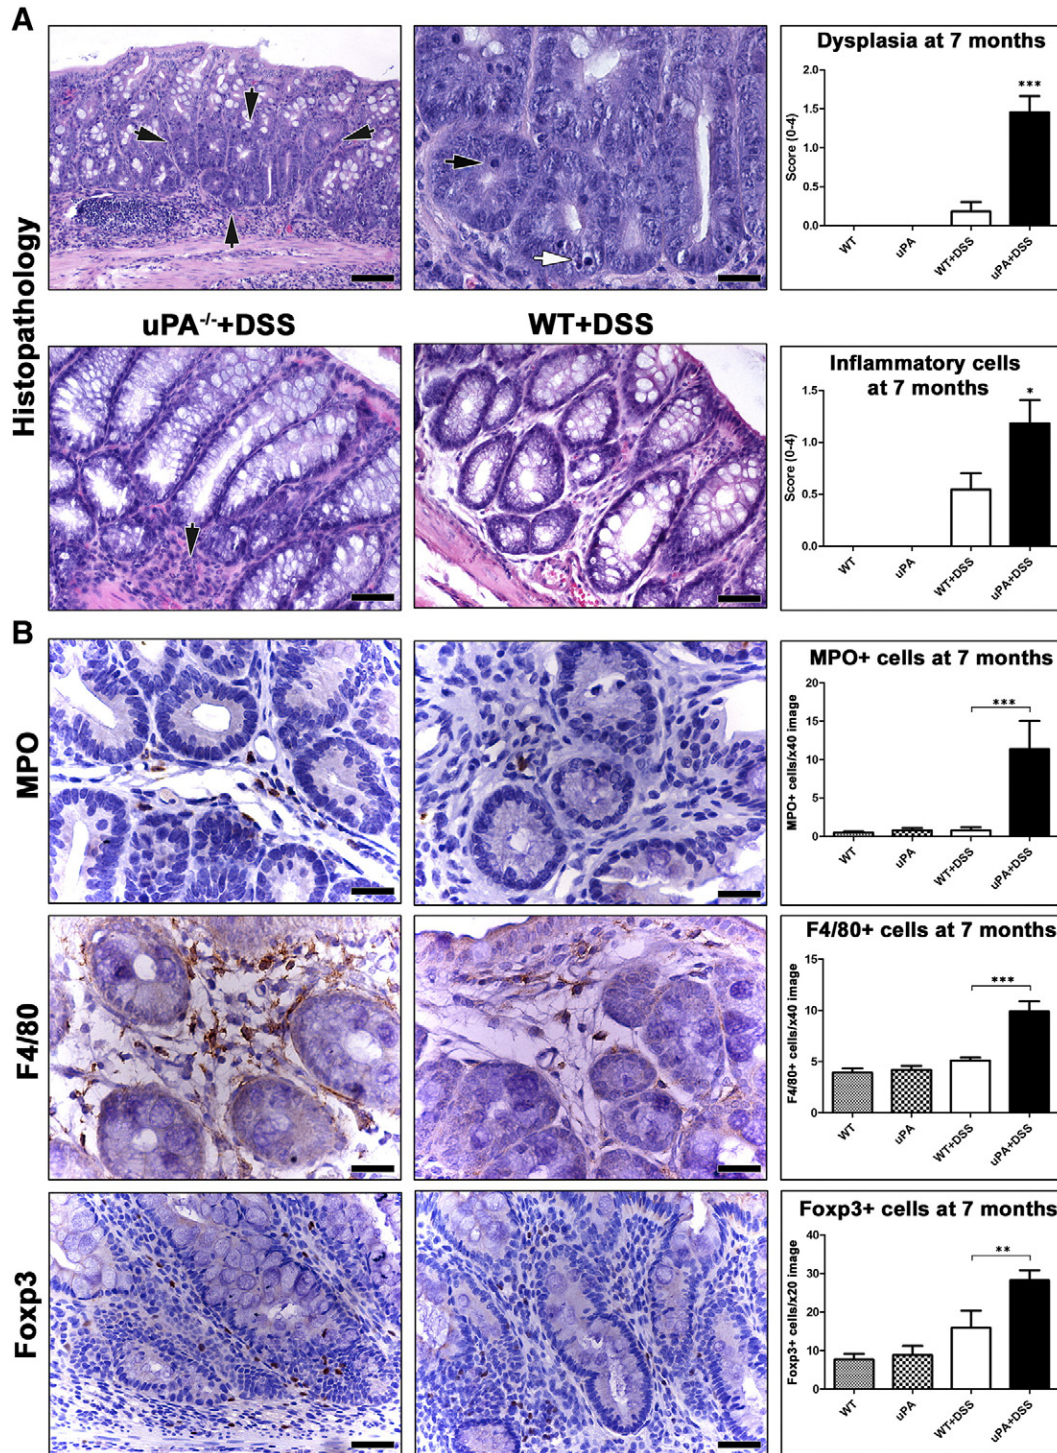 A
Histopathology
Dysplasia at 7 months
Score (0-4)
2.0
1.5
1.0
0.5
0.0
***
WT
uPA
WT+DSS
uPA+DSS
uPA-/-+DSS
WT+DSS
Inflammatory cells
at 7 months
Score (0-4)
1.5
1.0
0.5
0.0
*
WT
uPA
WT+DSS
uPA+DSS
B
MPO
MPO+ cells at 7 months
MPO+ cells/x40 image
20
15
10
5
0
***
WT
uPA
WT+DSS
uPA+DSS
F4/80
F4/80+ cells at 7 months
F4/80+ cells/x40 image
15
10
5
0
***
WT
uPA
WT+DSS
uPA+DSS
Foxp3
Foxp3+ cells at 7 months
Foxp3+ cells/x20 image
40
30
20
10
0
**
WT
uPA
WT+DSS
uPA+DSS